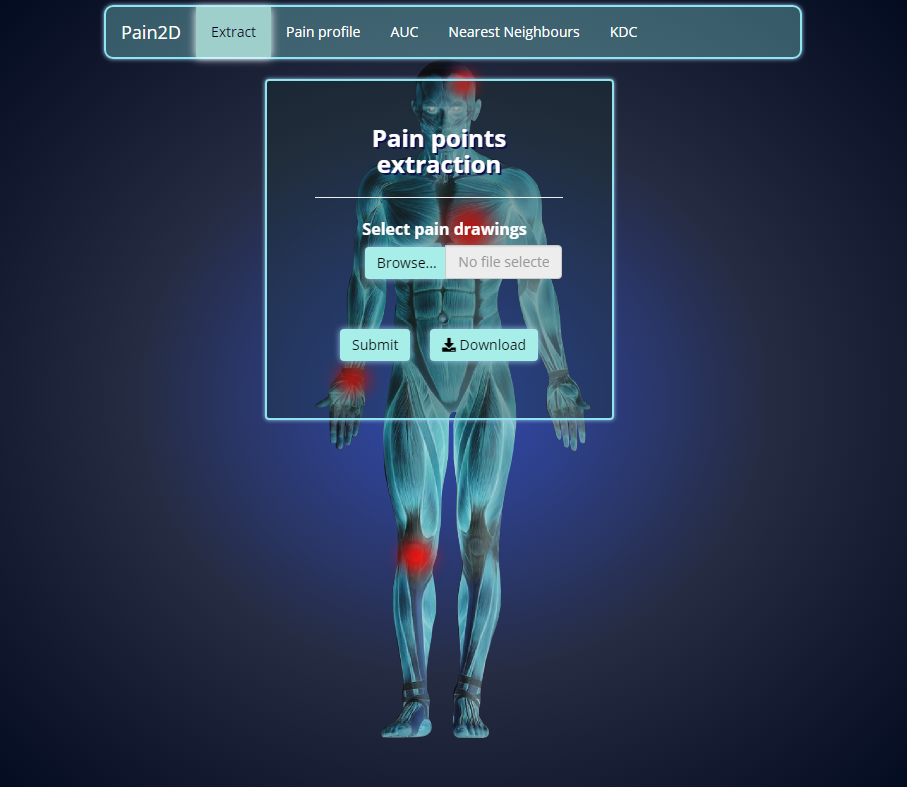 Pain2D Extract Pain profile AUC Nearest Neighbours KDC
Pain points
extraction
Select pain drawings
Browse... No file selecte
Submit Download